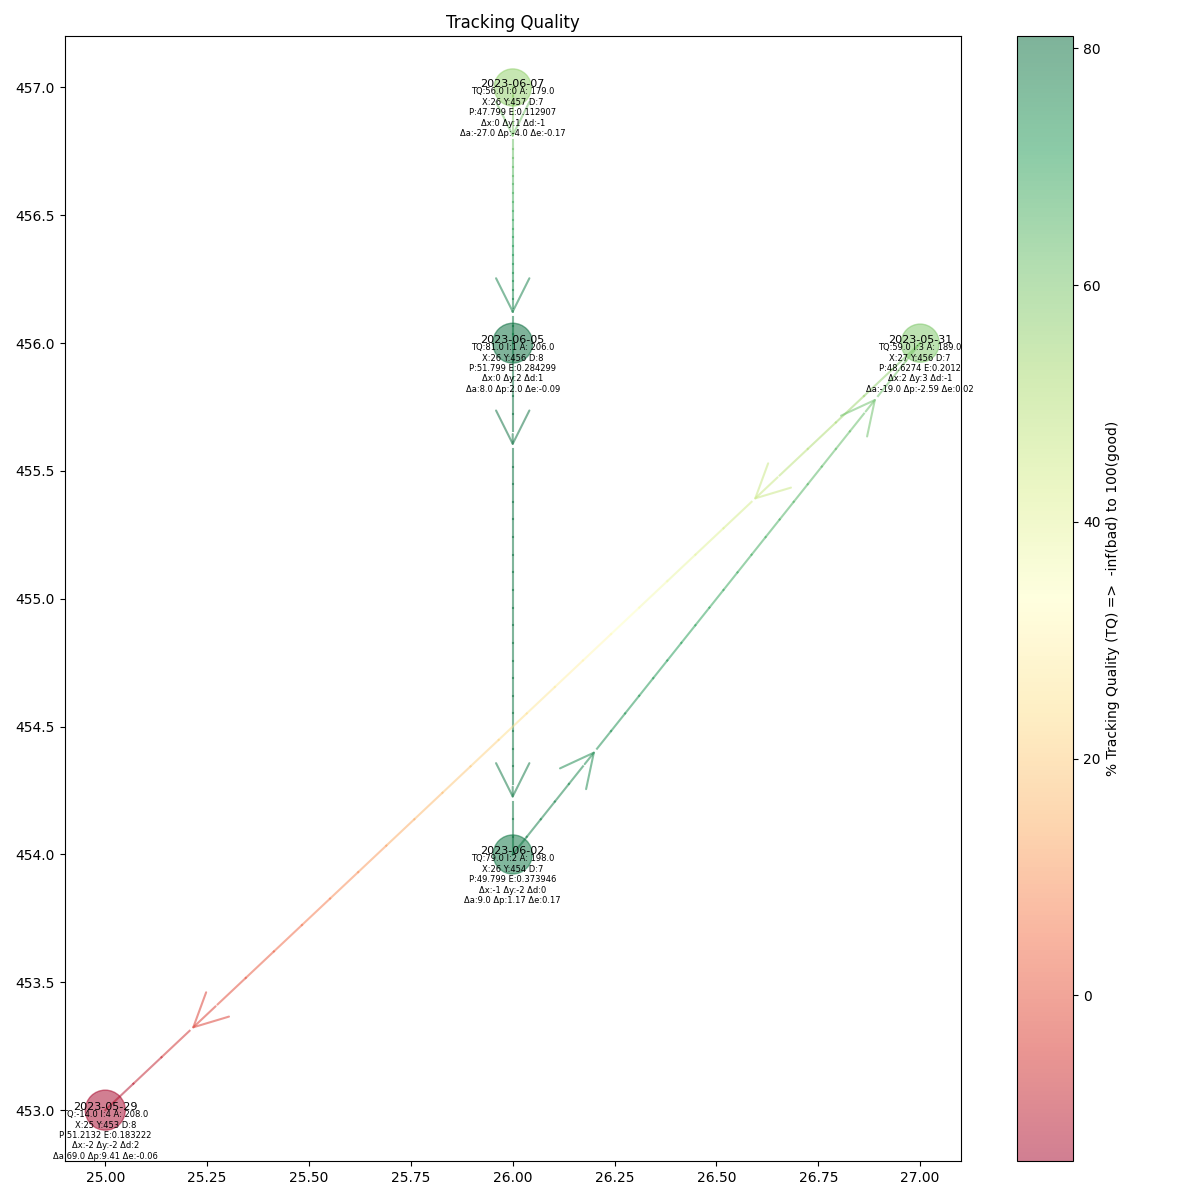 Tracking Quality
457.0
456.5
456.0
455.5
455.0
454.5
454.0
453.5
453.0
2023-06-07
TQ:56.0 I:0 A: 179.0
X:26 Y:457 D:7
P:47.799 E:0.112907
Δx:0 Δy:1 Δd:-1
Δa:-27.0 Δp:-4.0 Δe:-0.17
2023-06-05
TQ:81.0 I:1 A: 206.0
X:26 Y:456 D:8
P:51.799 E:0.284299
Δx:0 Δy:2 Δd:1
Δa:8.0 Δp:2.0 Δe:-0.09
2023-05-31
TQ:59.0 I:3 A: 189.0
X:27 Y:456 D:7
P:48.6274 E:0.2012
Δx:2 Δy:3 Δd:-1
Δa:-19.0 Δp:-2.59 Δe:0.02
2023-06-02
TQ:79.0 I:2 A: 198.0
X:26 Y:454 D:7
P:49.799 E:0.373946
Δx:-1 Δy:-2 Δd:0
Δa:9.0 Δp:1.17 Δe:0.17
2023-05-29
TQ:-14.0 I:4 A: 208.0
X:25 Y:453 D:8
P:51.2132 E:0.183222
Δx:-2 Δy:-2 Δd:2
Δa:69.0 Δp:9.41 Δe:-0.06
25.00
25.25
25.50
25.75
26.00
26.25
26.50
26.75
27.00
80
60
40
20
0
% Tracking Quality (TQ) => -inf(bad) to 100(good)